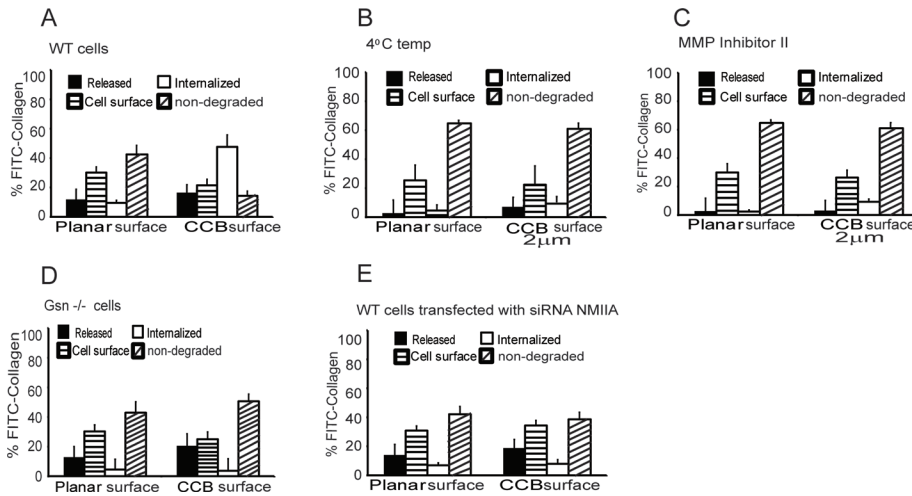 A
WT cells
Released Internalized
Cell surface non-degraded
% FITC-Collagen
100
80
60
40
20
0
Planar surface CCB surface
B
4ºC temp
Released Internalized
Cell surface non-degraded
% FITC-Collagen
100
80
60
40
20
0
Planar surface CCB surface
2µm
C
MMP Inhibitor II
Released Internalized
Cell surface non-degraded
% FITC-Collagen
100
80
60
40
20
0
Planar surface CCB surface
2µm
D
Gsn -/- cells
Released Internalized
Cell surface non-degraded
% FITC-Collagen
100
80
60
40
20
0
Planar surface CCB surface
E
WT cells transfected with siRNA NMIIA
Released Internalized
Cell surface non-degraded
% FITC-Collagen
100
80
60
40
20
0
Planar surface CCB surface